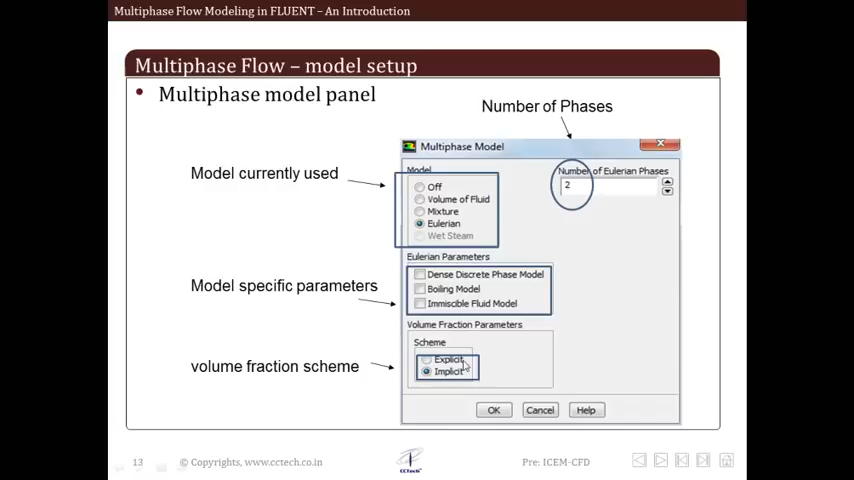 Multiphase Flow Modeling in FLUENT – An Introduction
Multiphase Flow – model setup
• Multiphase model panel
Number of Phases
Model currently used
Model specific parameters
volume fraction scheme
Multiphase Model
Model
Off
Volume of Fluid
Mixture
Eulerian
Wet Steam
Number of Eulerian Phases
2
Eulerian Parameters
Dense Discrete Phase Model
Boiling Model
Immiscible Fluid Model
Volume Fraction Parameters
Scheme
Explicit
Implicit
OK
Cancel
Help
13
© Copyrights, www.cctech.co.in
CCTech
Pre: ICEM-CFD